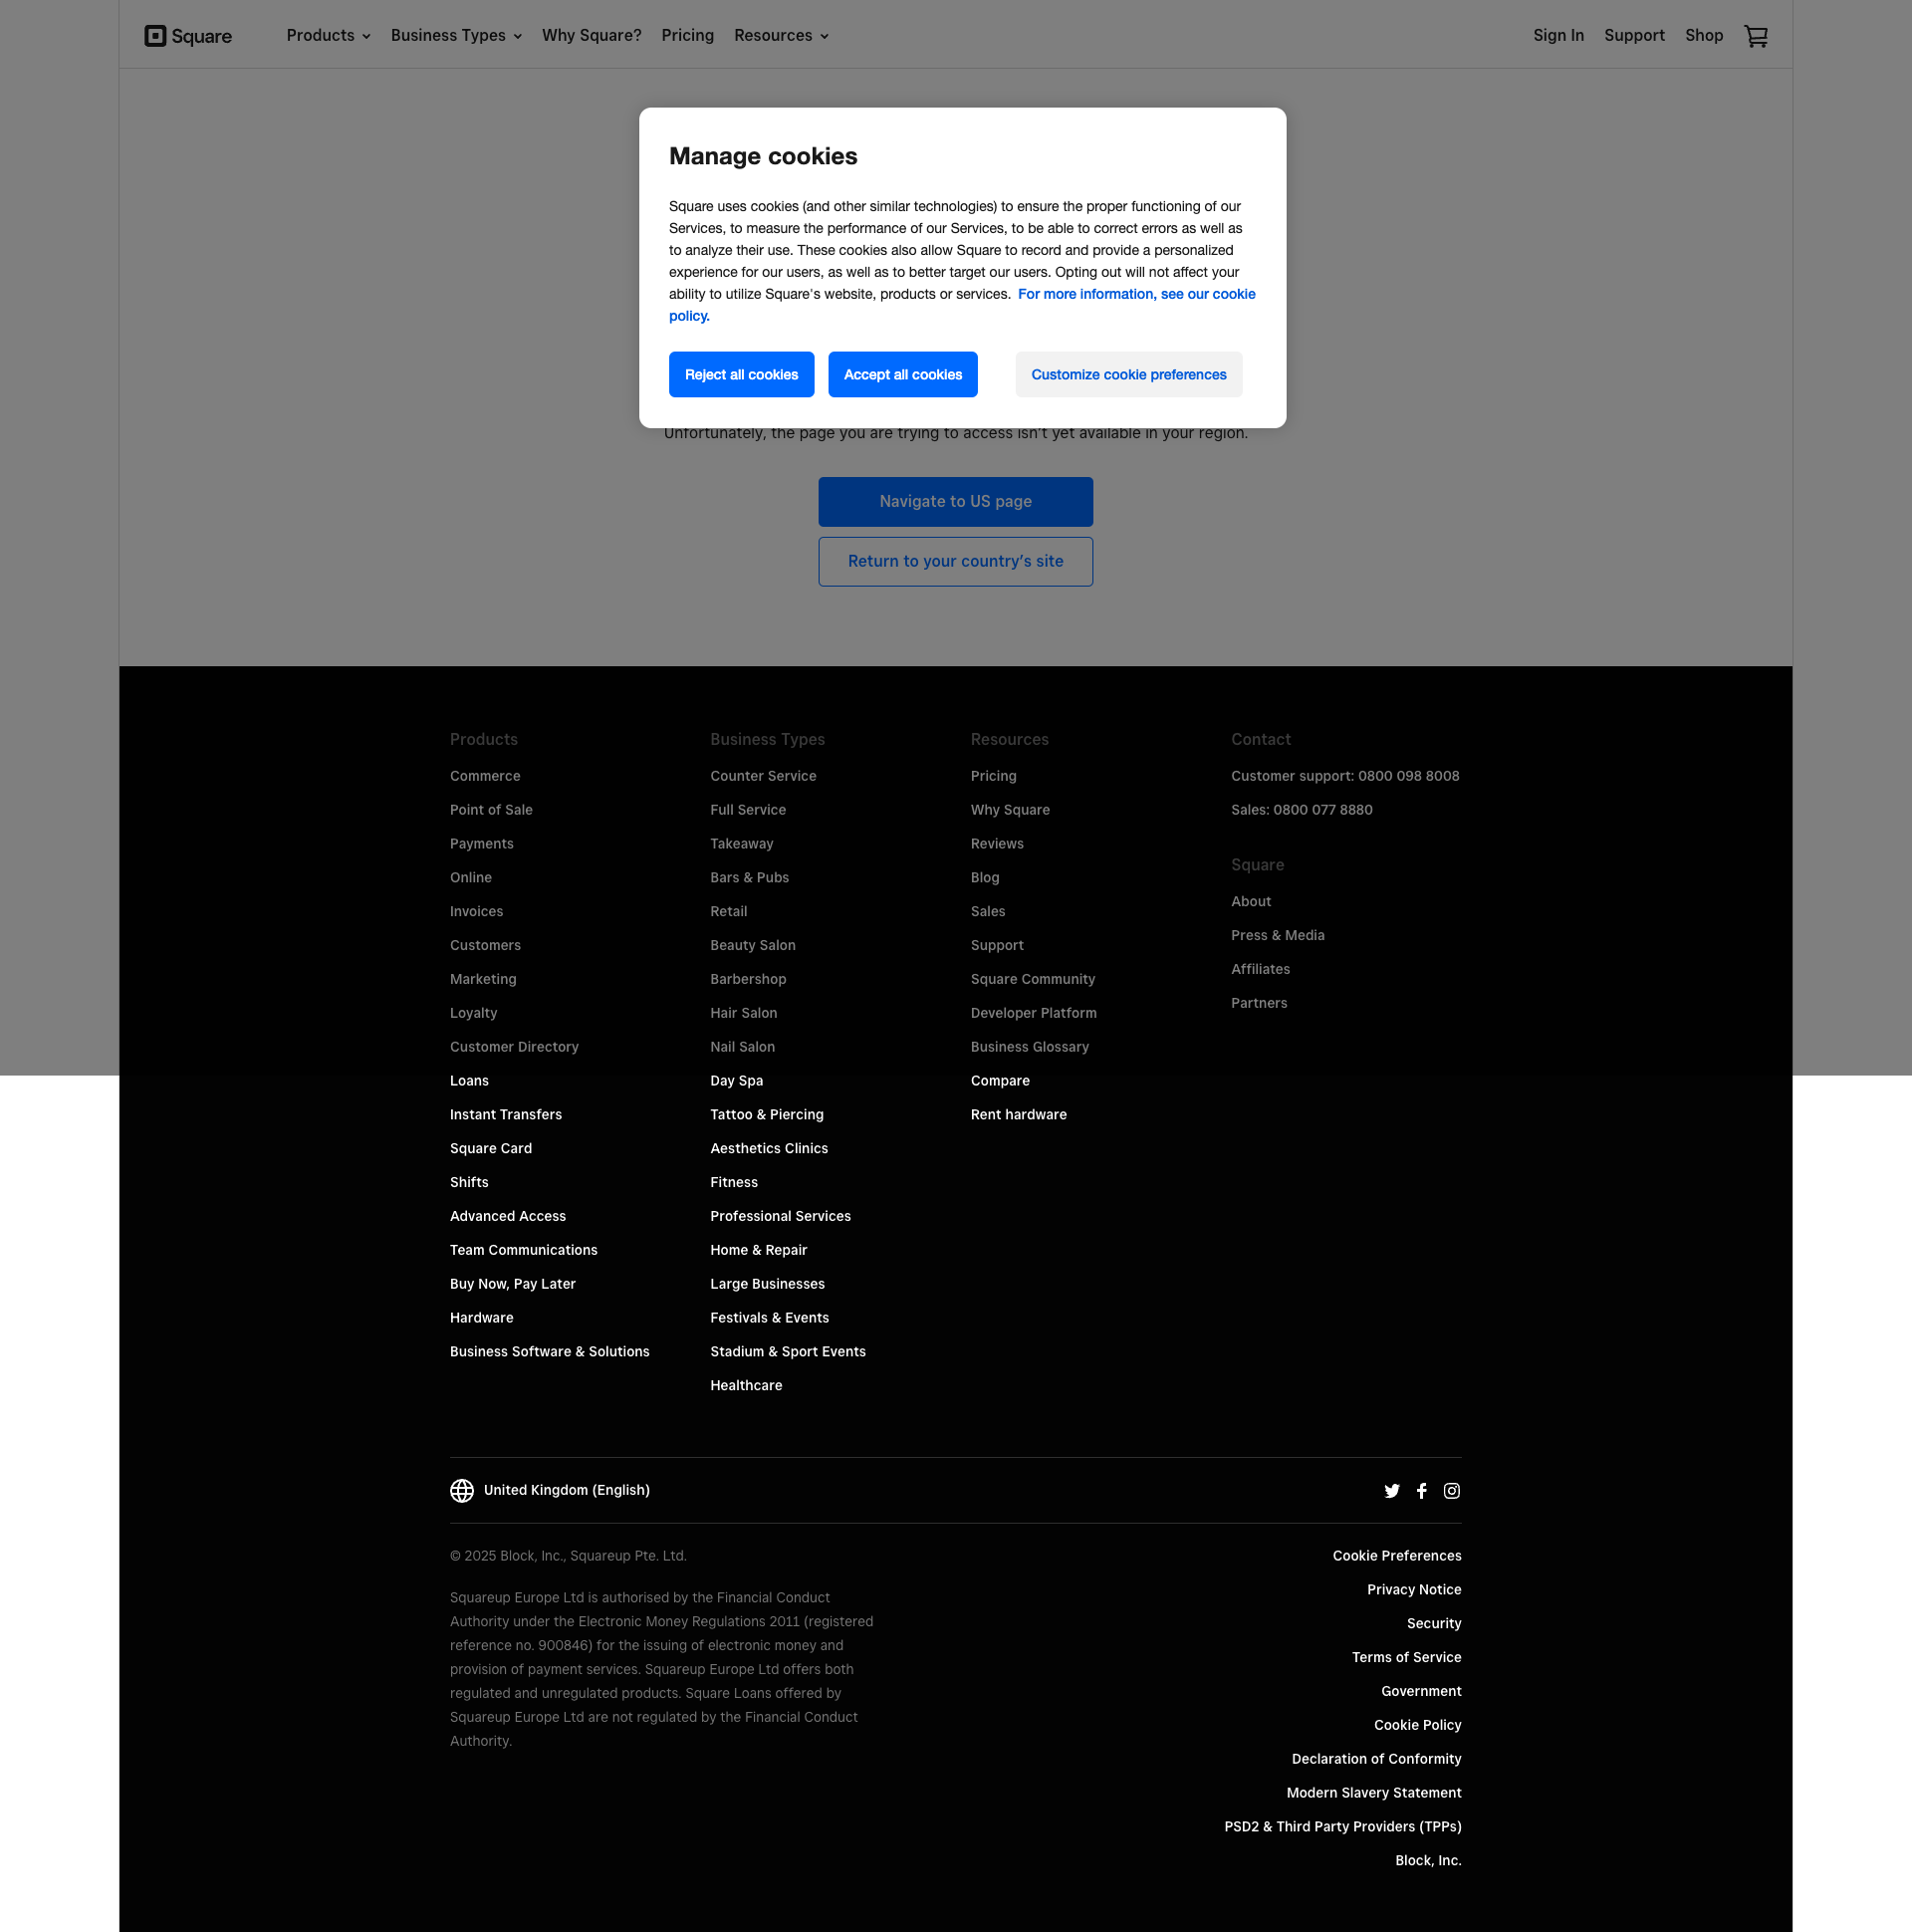 Square
Products
Business Types
Why Square?
Pricing
Resources
Sign In
Support
Shop
Manage cookies
Square uses cookies (and other similar technologies) to ensure the proper functioning of our
Services, to measure the performance of our Services, to be able to correct errors as well as
to analyze their use. These cookies also allow Square to record and provide a personalized
experience for our users, as well as to better target our users. Opting out will not affect your
ability to utilize Square's website, products or services. For more information, see our cookie
policy.
Reject all cookies
Accept all cookies
Customize cookie preferences
Unfortunately, the page you are trying to access isn't yet available in your region.
Navigate to US page
Return to your country's site
Products
Commerce
Point of Sale
Payments
Online
Invoices
Customers
Marketing
Loyalty
Customer Directory
Loans
Instant Transfers
Square Card
Shifts
Advanced Access
Team Communications
Buy Now, Pay Later
Hardware
Business Software & Solutions
Business Types
Counter Service
Full Service
Takeaway
Bars & Pubs
Retail
Beauty Salon
Barbershop
Hair Salon
Nail Salon
Day Spa
Tattoo & Piercing
Aesthetics Clinics
Fitness
Professional Services
Home & Repair
Large Businesses
Festivals & Events
Stadium & Sport Events
Healthcare
Resources
Pricing
Why Square
Reviews
Blog
Sales
Support
Square Community
Developer Platform
Business Glossary
Compare
Rent hardware
Contact
Customer support: 0800 098 8008
Sales: 0800 077 8880
Square
About
Press & Media
Affiliates
Partners
United Kingdom (English)
© 2025 Block, Inc., Squareup Pte. Ltd.
Squareup Europe Ltd is authorised by the Financial Conduct
Authority under the Electronic Money Regulations 2011 (registered
reference no. 900846) for the issuing of electronic money and
provision of payment services. Squareup Europe Ltd offers both
regulated and unregulated products. Square Loans offered by
Squareup Europe Ltd are not regulated by the Financial Conduct
Authority.
Cookie Preferences
Privacy Notice
Security
Terms of Service
Government
Cookie Policy
Declaration of Conformity
Modern Slavery Statement
PSD2 & Third Party Providers (TPPs)
Block, Inc.